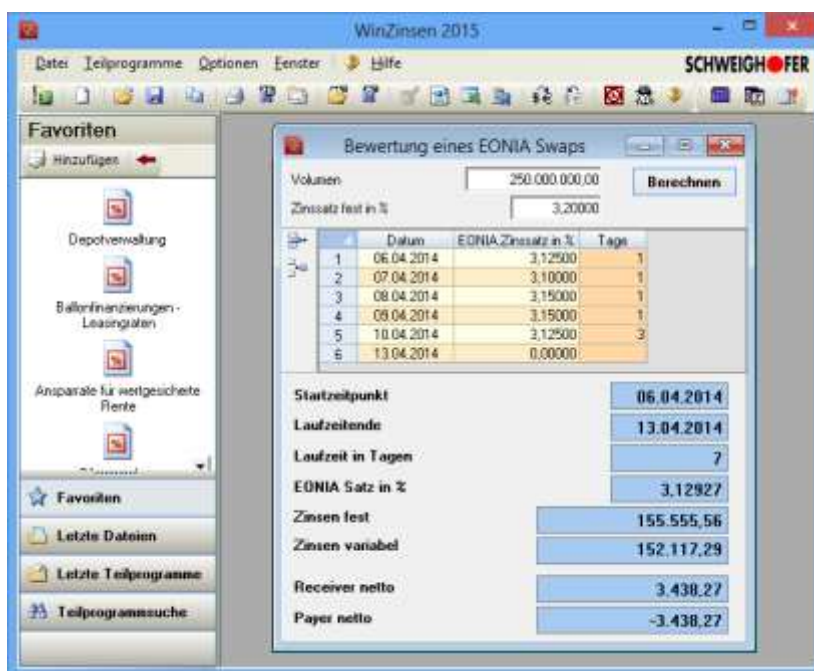 WinZinsen 2015
Datei Teilprogramme Optionen Fenster Hilfe
SCHWEIGHOFER
Favoriten
Hinzufügen
Depotverwaltung
Ballonfinanzierungen -
Leasingraten
Ansparrate für wertgesicherte
Rente
Favoriten
Letzte Dateien
Letzte Teilprogramme
Teilprogrammsuche
Bewertung eines EONIA Swaps
Volumen 250.000.000,00 Berechnen
Zinssatz fest in % 3,20000
Datum EONIA Zinssatz in % Tage
1 06.04.2014 3,12500 1
2 07.04.2014 3,10000 1
3 08.04.2014 3,15000 1
4 09.04.2014 3,15000 1
5 10.04.2014 3,12500 3
6 13.04.2014 0,00000
Startzeitpunkt 06.04.2014
Laufzeitende 13.04.2014
Laufzeit in Tagen 7
EONIA Satz in % 3,12927
Zinsen fest 155.555,56
Zinsen variabel 152.117,29
Receiver netto 3.438,27
Payer netto -3.438,27